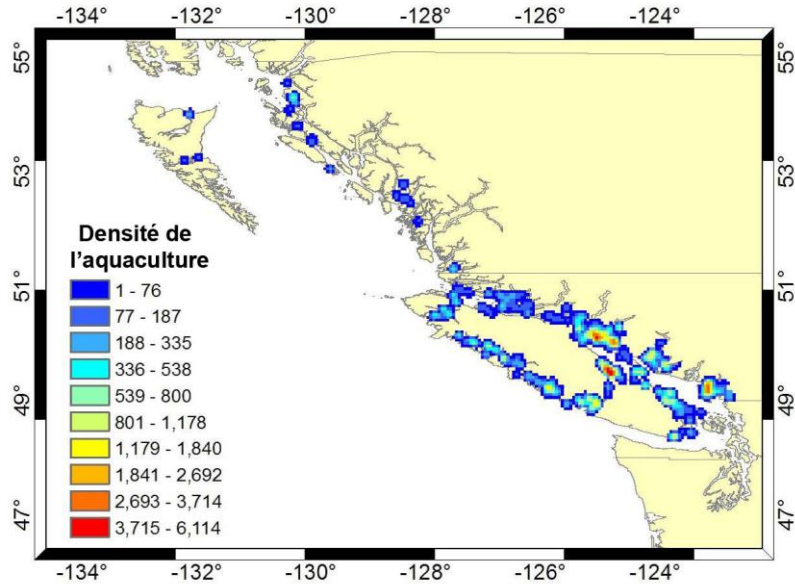 -134° -132° -130° -128° -126° -124°
55° 55°
53° 53°
51° 51°
49° 49°
47° 47°
Densité de
l'aquaculture
1 - 76
77 - 187
188 - 335
336 - 538
539 - 800
801 - 1,178
1,179 - 1,840
1,841 - 2,692
2,693 - 3,714
3,715 - 6,114
-134° -132° -130° -128° -126° -124°